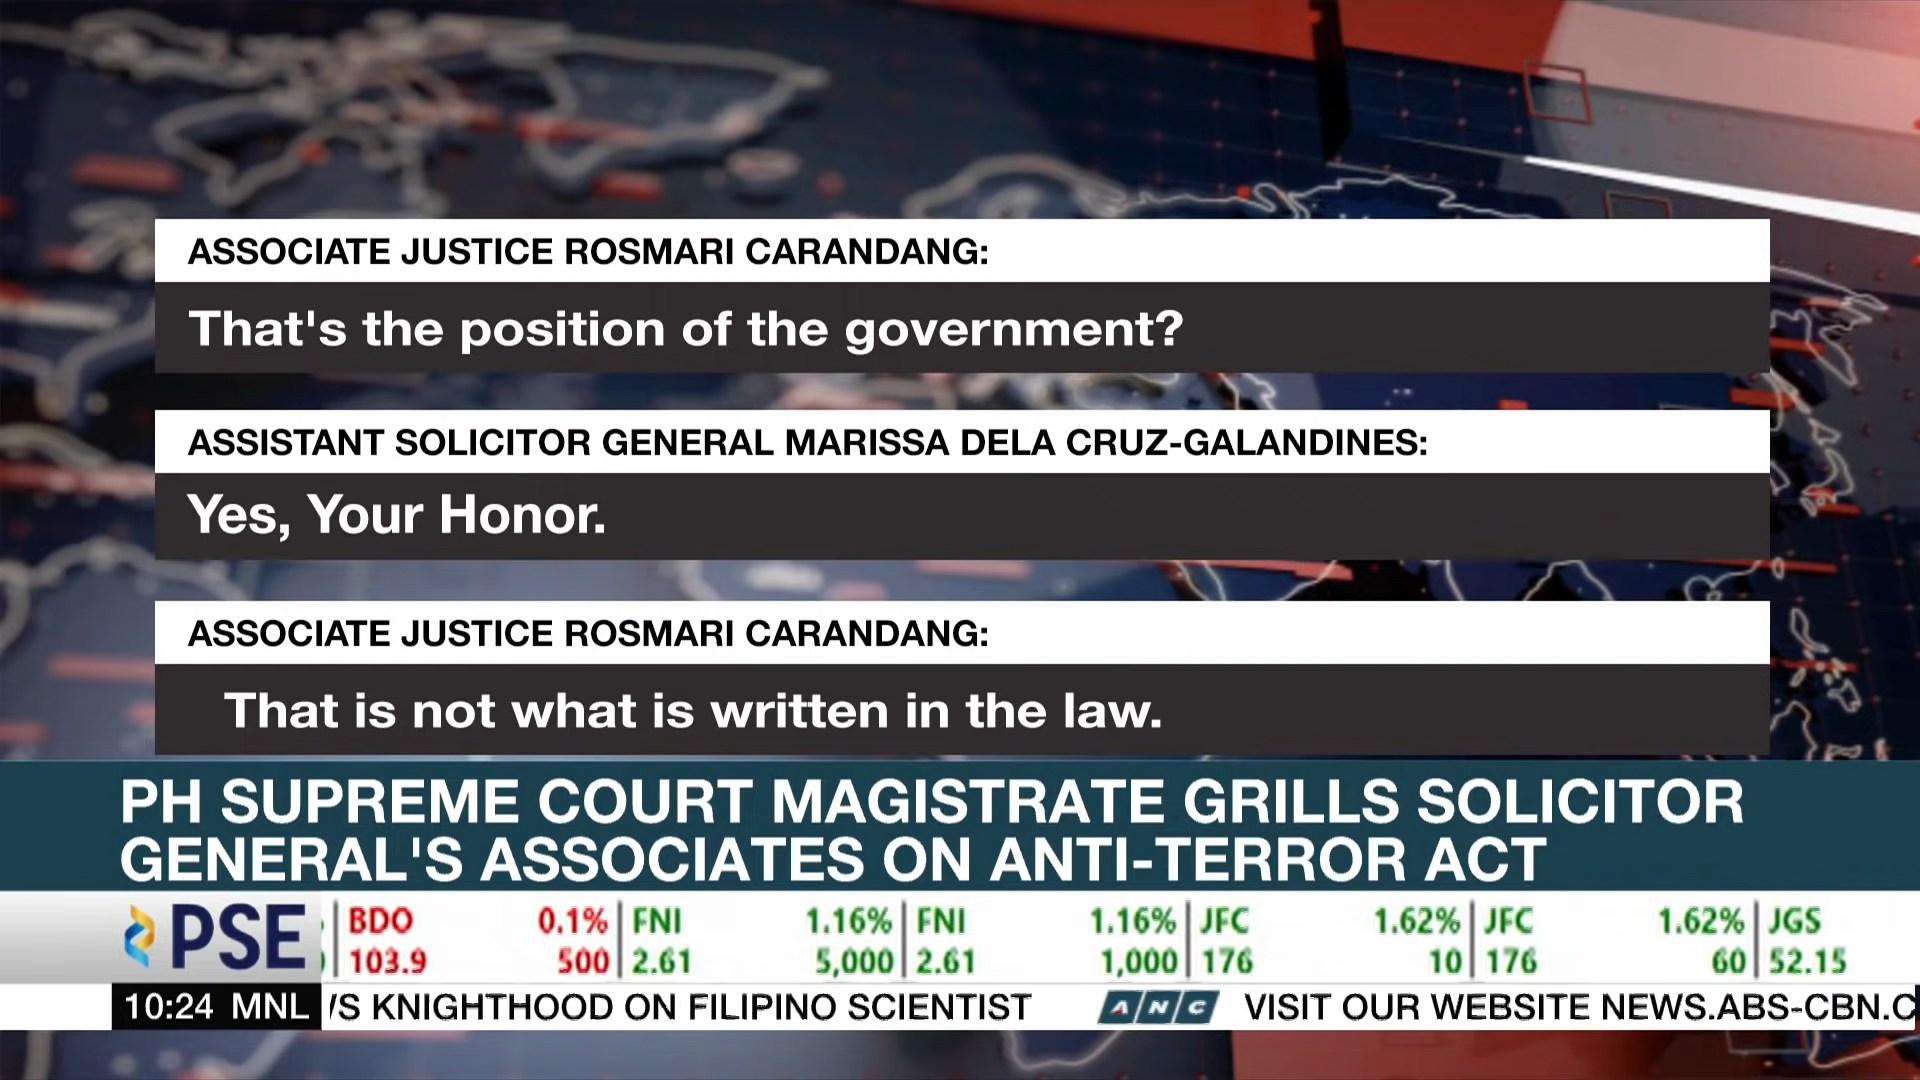 ASSOCIATE JUSTICE ROSMARI CARANDANG:
That's the position of the government?
ASSISTANT SOLICITOR GENERAL MARISSA DELA CRUZ-GALANDINES:
Yes, Your Honor.
ASSOCIATE JUSTICE ROSMARI CARANDANG:
That is not what is written in the law.
PH SUPREME COURT MAGISTRATE GRILLS SOLICITOR
GENERAL'S ASSOCIATES ON ANTI-TERROR ACT
PSE BDO 0.1% FNI 1.16% FNI 1.16% JFC 1.62% JFC 1.62% JGS
103.9 500 2.61 5,000 2.61 1,000 176 10 176 60 52.15
10:24 MNL KNIGHTHOOD ON FILIPINO SCIENTIST ANC VISIT OUR WEBSITE NEWS.ABS-CBN.C